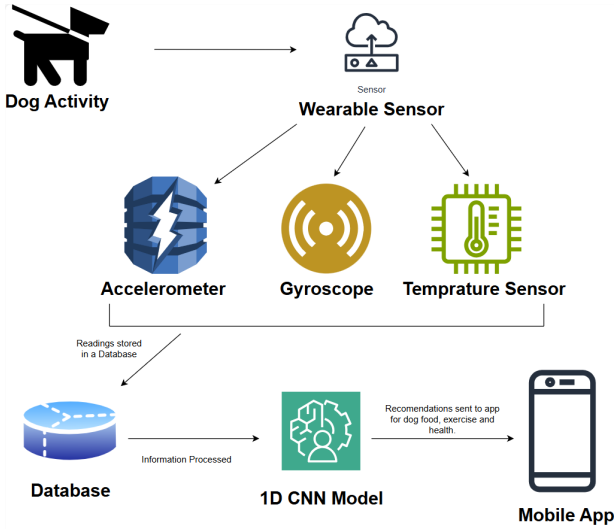 Dog Activity
Sensor
Wearable Sensor
Accelerometer
Gyroscope
Temprature Sensor
Readings stored
in a Database
Database
Information Processed
1D CNN Model
Recomendations sent to app
for dog food, exercise and
health.
Mobile App